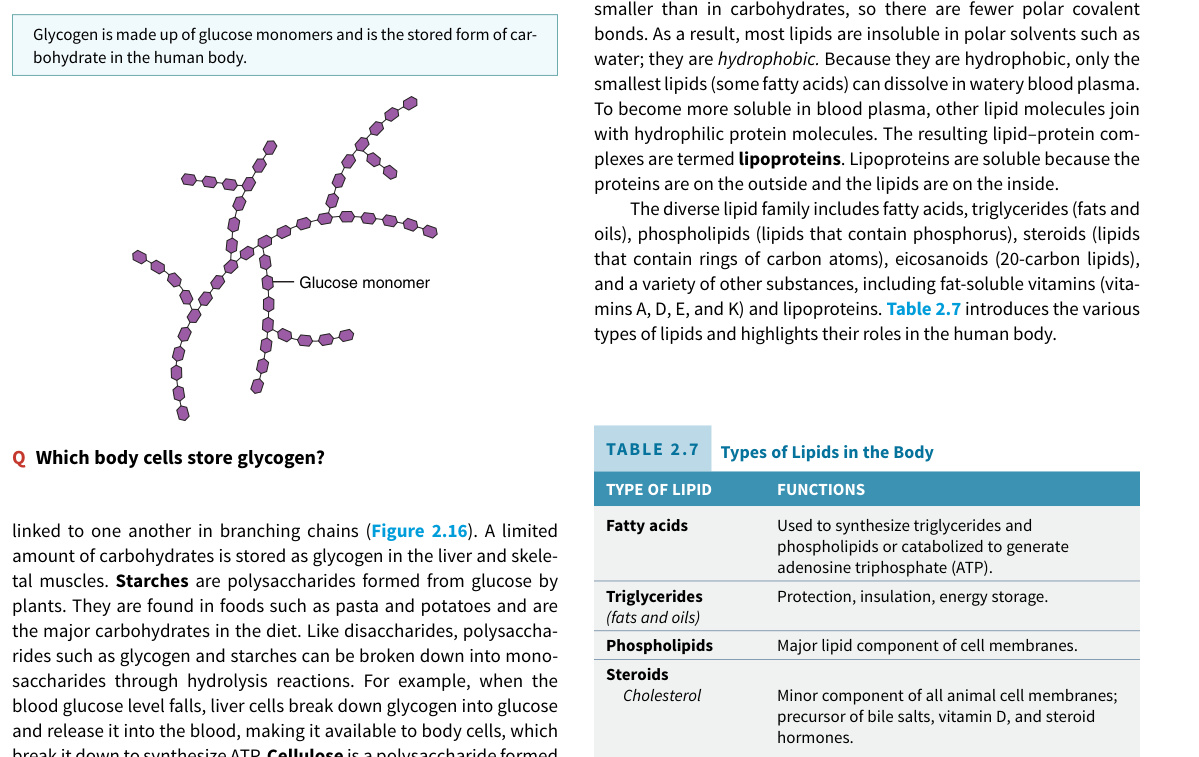 Glycogen is made up of glucose monomers and is the stored form of car-
bohydrate in the human body.
Glucose monomer
Q Which body cells store glycogen?
linked to one another in branching chains (Figure 2.16). A limited
amount of carbohydrates is stored as glycogen in the liver and skele-
tal muscles. Starches are polysaccharides formed from glucose by
plants. They are found in foods such as pasta and potatoes and are
the major carbohydrates in the diet. Like disaccharides, polysaccha-
rides such as glycogen and starches can be broken down into mono-
saccharides through hydrolysis reactions. For example, when the
blood glucose level falls, liver cells break down glycogen into glucose
and release it into the blood, making it available to body cells, which
break it down to synthesize ATP. Cellulose is a polysaccharide formed
smaller than in carbohydrates, so there are fewer polar covalent
bonds. As a result, most lipids are insoluble in polar solvents such as
water; they are hydrophobic. Because they are hydrophobic, only the
smallest lipids (some fatty acids) can dissolve in watery blood plasma.
To become more soluble in blood plasma, other lipid molecules join
with hydrophilic protein molecules. The resulting lipid–protein com-
plexes are termed lipoproteins. Lipoproteins are soluble because the
proteins are on the outside and the lipids are on the inside.
The diverse lipid family includes fatty acids, triglycerides (fats and
oils), phospholipids (lipids that contain phosphorus), steroids (lipids
that contain rings of carbon atoms), eicosanoids (20-carbon lipids),
and a variety of other substances, including fat-soluble vitamins (vita-
mins A, D, E, and K) and lipoproteins. Table 2.7 introduces the various
types of lipids and highlights their roles in the human body.
TABLE 2.7 Types of Lipids in the Body
TYPE OF LIPID FUNCTIONS
Fatty acids Used to synthesize triglycerides and
phospholipids or catabolized to generate
adenosine triphosphate (ATP).
Triglycerides Protection, insulation, energy storage.
(fats and oils)
Phospholipids Major lipid component of cell membranes.
Steroids
Cholesterol Minor component of all animal cell membranes;
precursor of bile salts, vitamin D, and steroid
hormones.